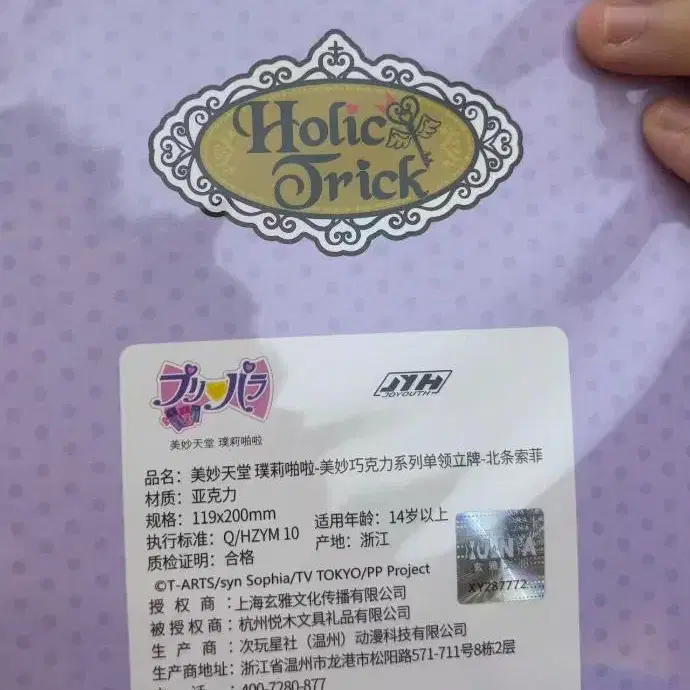 Holic
Trick
プリパラ
JYH
JOYOUTH
美妙天堂 璞莉啪啦
品名：美妙天堂 璞莉啪啦-美妙巧克力系列单领立牌-北条索菲
材质：亚克力
规格：119x200mm
适用年龄：14岁以上
执行标准：Q/HZYM 10
产地：浙江
质检证明：合格
XY287772
©T-ARTS/syn Sophia/TV TOKYO/PP Project
授权商：上海玄雅文化传播有限公司
被授权商：杭州悦木文具礼品有限公司
生产商：次玩星社（温州）动漫科技有限公司
生产商地址：浙江省温州市龙港市松阳路571-711号8栋2层
400-7280-877